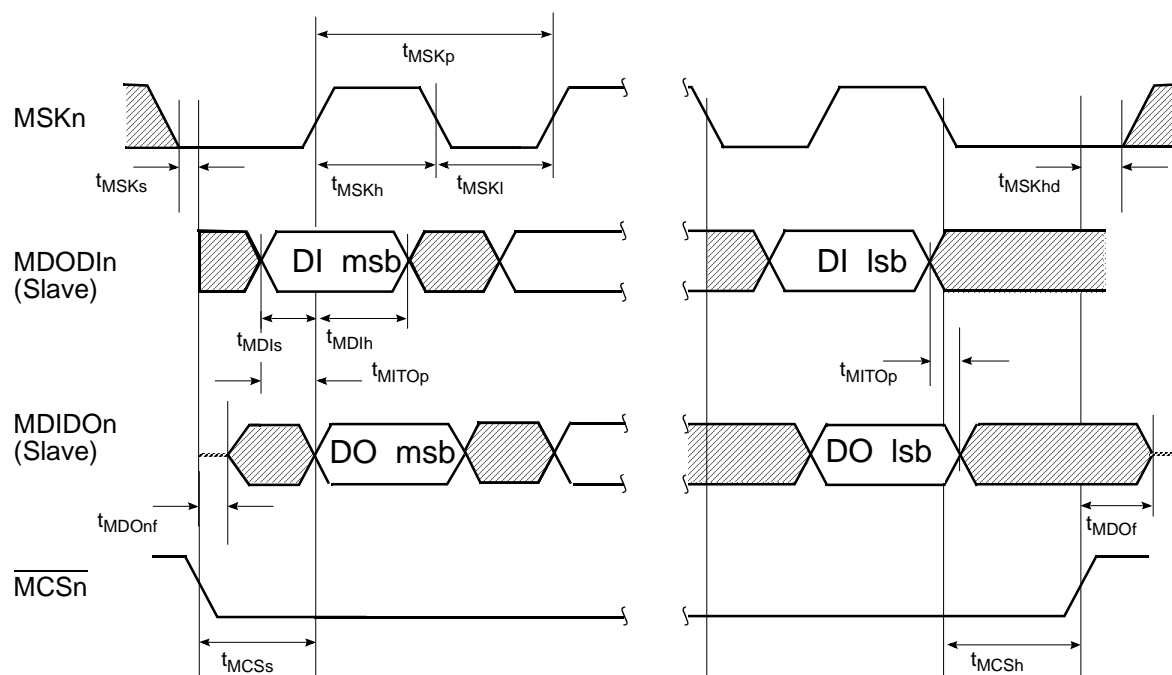 tMSKp
MSKn
tMSKs
tMSKh
tMSKl
tMSKhd
MDODIn
(Slave)
DI msb
DI lsb
tMDIs
tMDIh
tMITOp
tMITOp
MDIDOn
(Slave)
DO msb
DO lsb
tMDOnf
tMDOf
MCSn
tMCSs
tMCSh